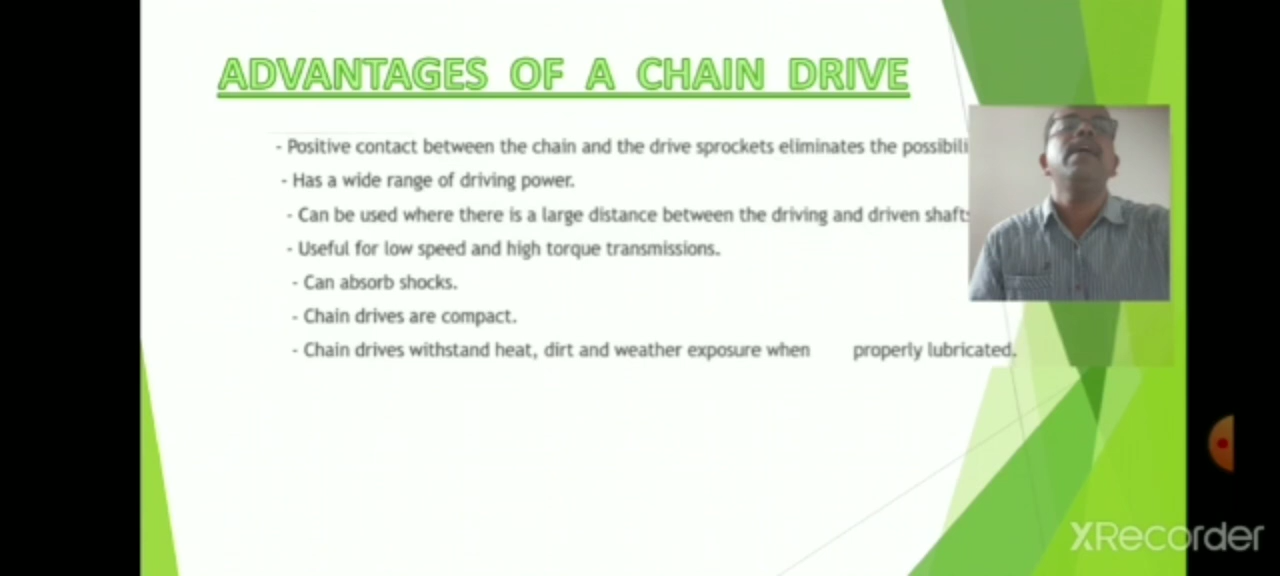 ADVANTAGES OF A CHAIN DRIVE
- Positive contact between the chain and the drive sprockets eliminates the
- Has a wide range of driving power.
- Can be used where there is a large distance between the driving and driven
- Useful for low speed and high torque transmissions.
- Can absorb shocks.
- Chain drives are compact.
- Chain drives withstand heat, dirt and weather exposure when properly lubricated.
XRecorder